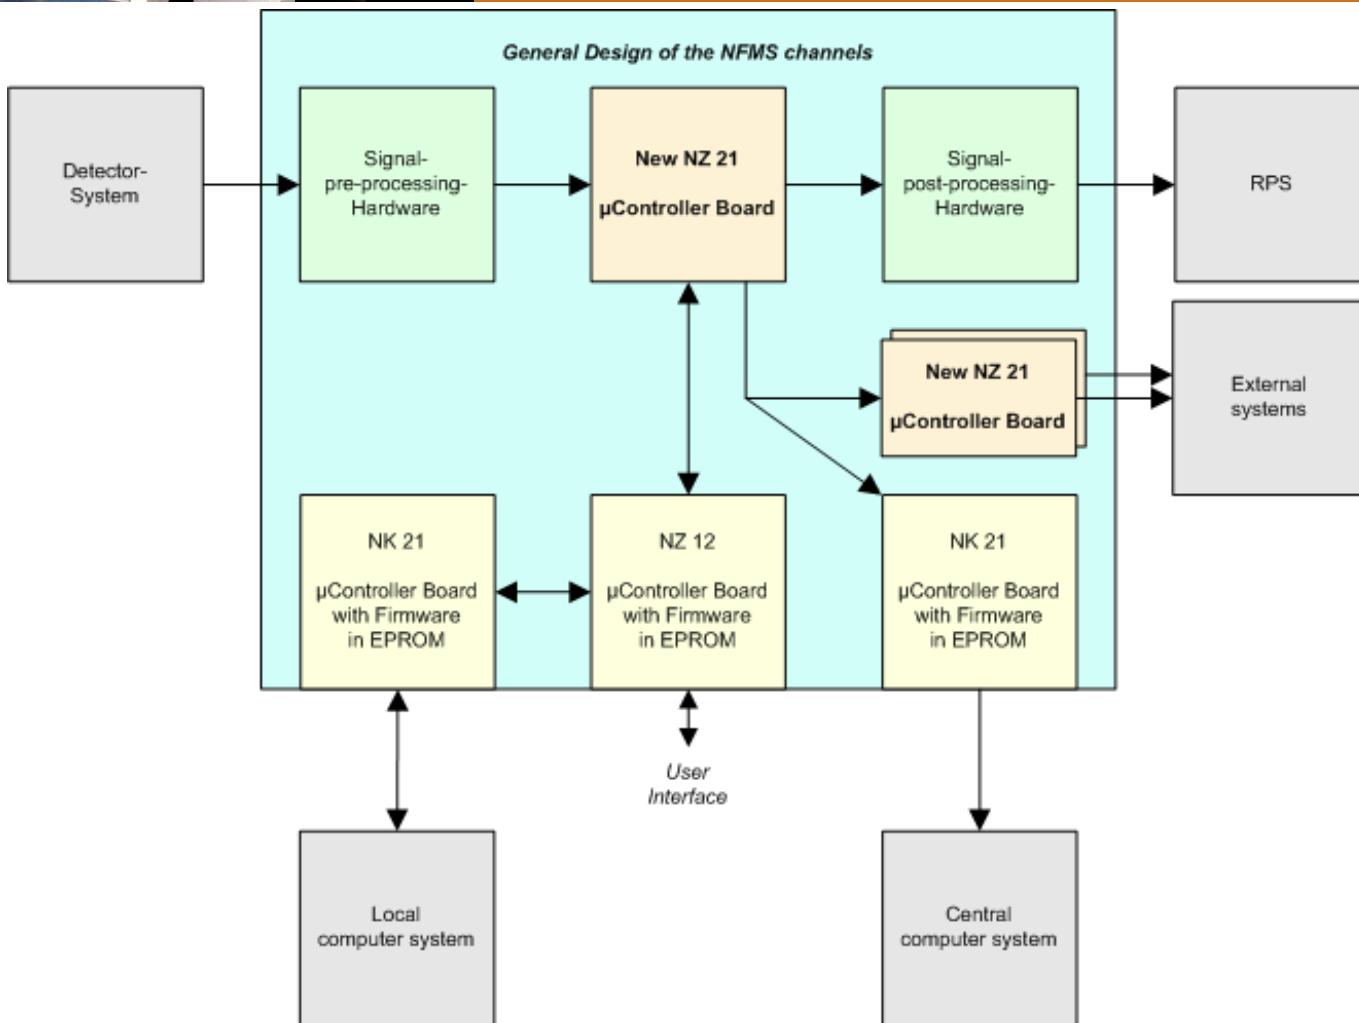 General Design of the NFMS channels
Detector-
System
Signal-
pre-processing-
Hardware
New NZ 21
µController Board
Signal-
post-processing-
Hardware
RPS
New NZ 21
µController Board
External
systems
NK 21
µController Board
with Firmware
in EPROM
NZ 12
µController Board
with Firmware
in EPROM
NK 21
µController Board
with Firmware
in EPROM
User
Interface
Local
computer system
Central
computer system